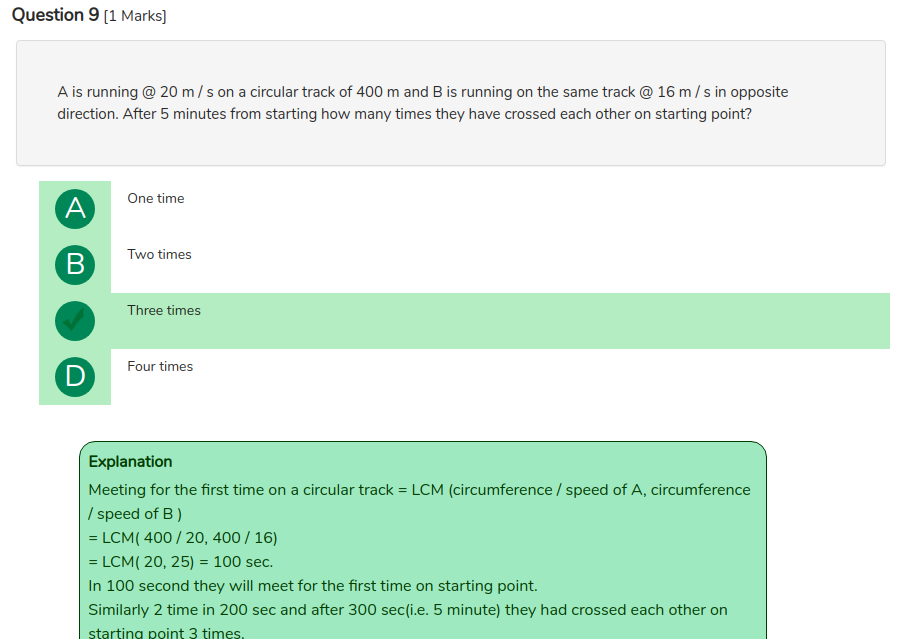 Question 9 [1 Marks]
A is running @ 20 m / s on a circular track of 400 m and B is running on the same track @ 16 m / s in opposite
direction. After 5 minutes from starting how many times they have crossed each other on starting point?
A One time
B Two times
Three times
D Four times
Explanation
Meeting for the first time on a circular track = LCM (circumference / speed of A, circumference
/ speed of B )
= LCM( 400 / 20, 400 / 16)
= LCM( 20, 25) = 100 sec.
In 100 second they will meet for the first time on starting point.
Similarly 2 time in 200 sec and after 300 sec(i.e. 5 minute) they had crossed each other on
starting point 3 times.